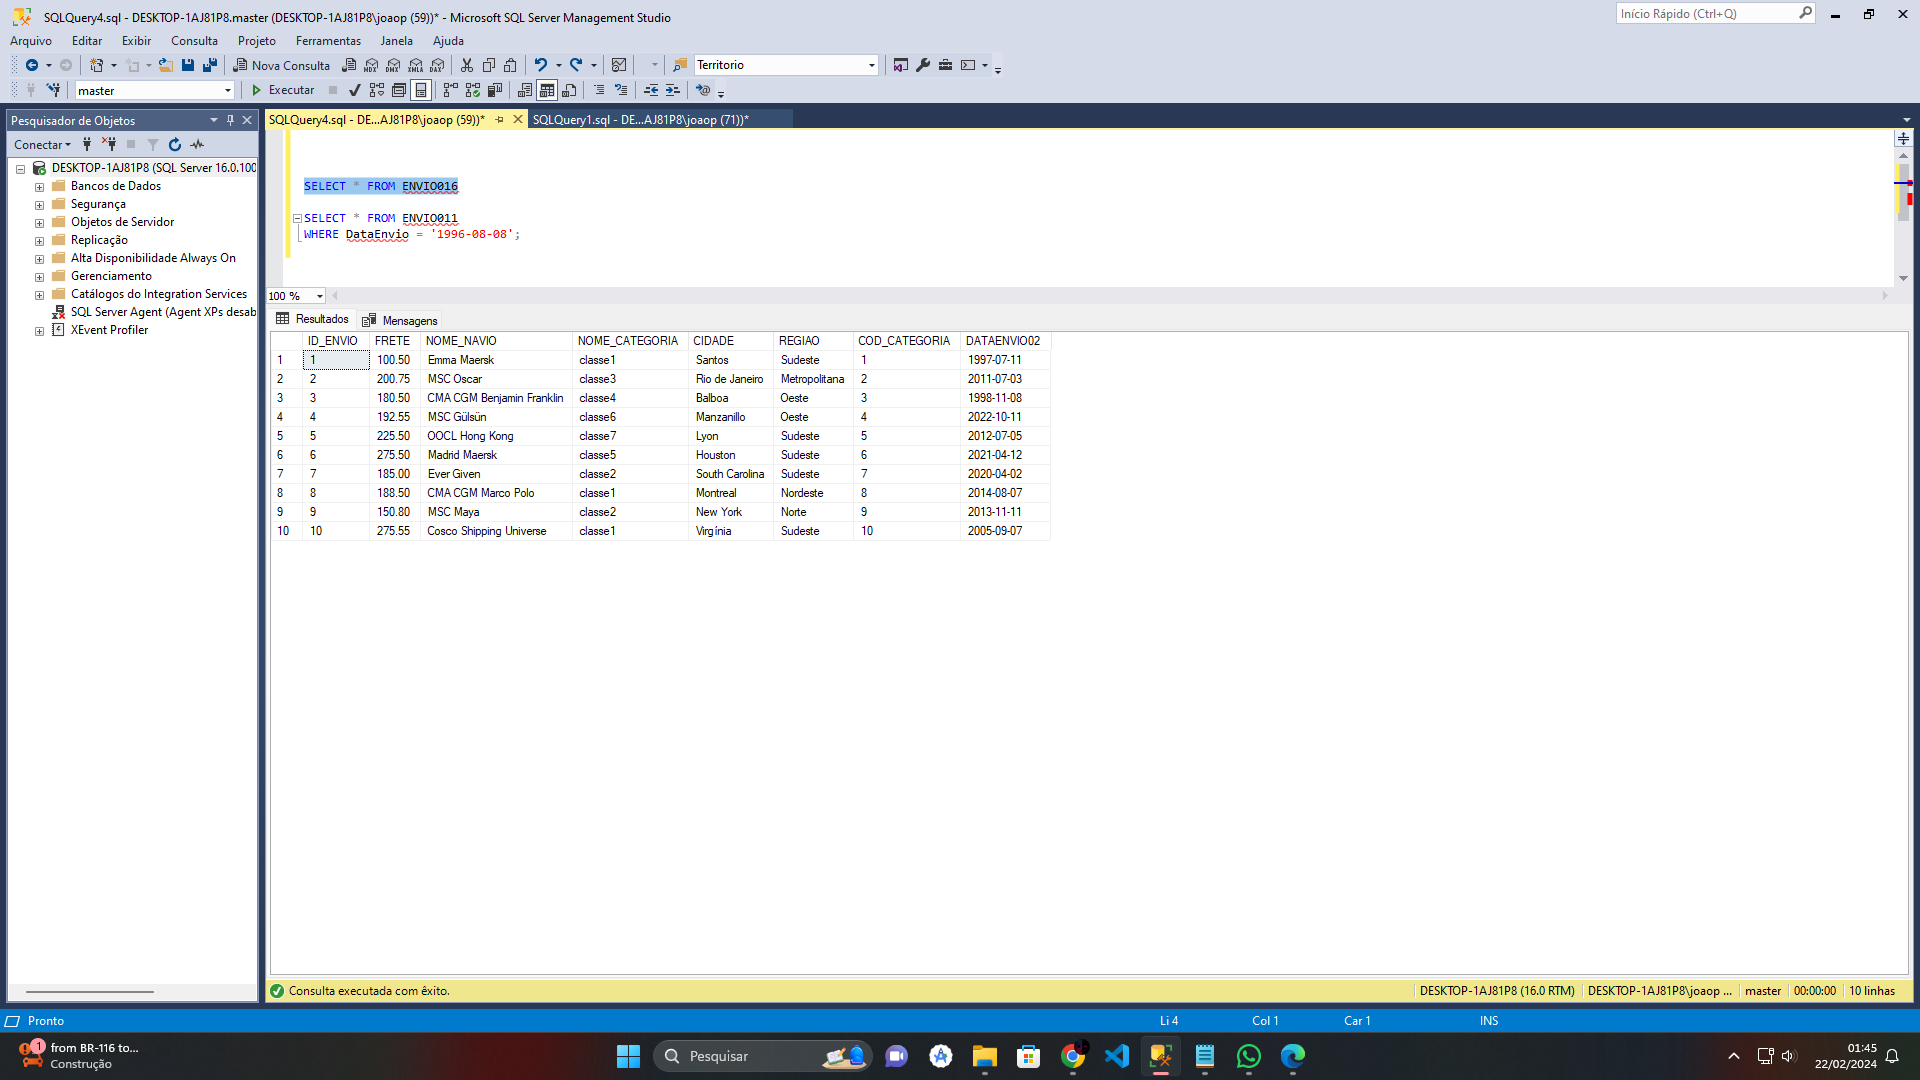 SQLQuery4.sql - DESKTOP-1AJ81P8.master (DESKTOP-1AJ81P8\joaop (59))* - Microsoft SQL Server Management Studio
Início Rápido (Ctrl+Q)
Arquivo Editar Exibir Consulta Projeto Ferramentas Janela Ajuda
Nova Consulta MDX DMX XMLA DAX Territorio
master Executar
Pesquisador de Objetos
SQLQuery4.sql - DE...AJ81P8\joaop (59))* SQLQuery1.sql - DE...AJ81P8\joaop (71))*
Conectar
DESKTOP-1AJ81P8 (SQL Server 16.0.100
Bancos de Dados
Segurança
Objetos de Servidor
Replicação
Alta Disponibilidade Always On
Gerenciamento
Catálogos do Integration Services
SQL Server Agent (Agent XPs desab
XEvent Profiler
SELECT * FROM ENVIO016
SELECT * FROM ENVIO011
WHERE DataEnvio = '1996-08-08';
100 %
Resultados Mensagens
ID_ENVIO FRETE NOME_NAVIO NOME_CATEGORIA CIDADE REGIAO COD_CATEGORIA DATAENVIO02
1 1 100.50 Emma Maersk classe1 Santos Sudeste 1 1997-07-11
2 2 200.75 MSC Oscar classe3 Rio de Janeiro Metropolitana 2 2011-07-03
3 3 180.50 CMA CGM Benjamin Franklin classe4 Balboa Oeste 3 1998-11-08
4 4 192.55 MSC Gülsün classe6 Manzanillo Oeste 4 2022-10-11
5 5 225.50 OOCL Hong Kong classe7 Lyon Sudeste 5 2012-07-05
6 6 275.50 Madrid Maersk classe5 Houston Sudeste 6 2021-04-12
7 7 185.00 Ever Given classe2 South Carolina Sudeste 7 2020-04-02
8 8 188.50 CMA CGM Marco Polo classe1 Montreal Nordeste 8 2014-08-07
9 9 150.80 MSC Maya classe2 New York Norte 9 2013-11-11
10 10 275.55 Cosco Shipping Universe classe1 Virgínia Sudeste 10 2005-09-07
Consulta executada com êxito.
DESKTOP-1AJ81P8 (16.0 RTM) DESKTOP-1AJ81P8\joaop ... master 00:00:00 10 linhas
Pronto Li 4 Col 1 Car 1 INS
1 from BR-116 to...
Construção
Pesquisar
01:45
22/02/2024